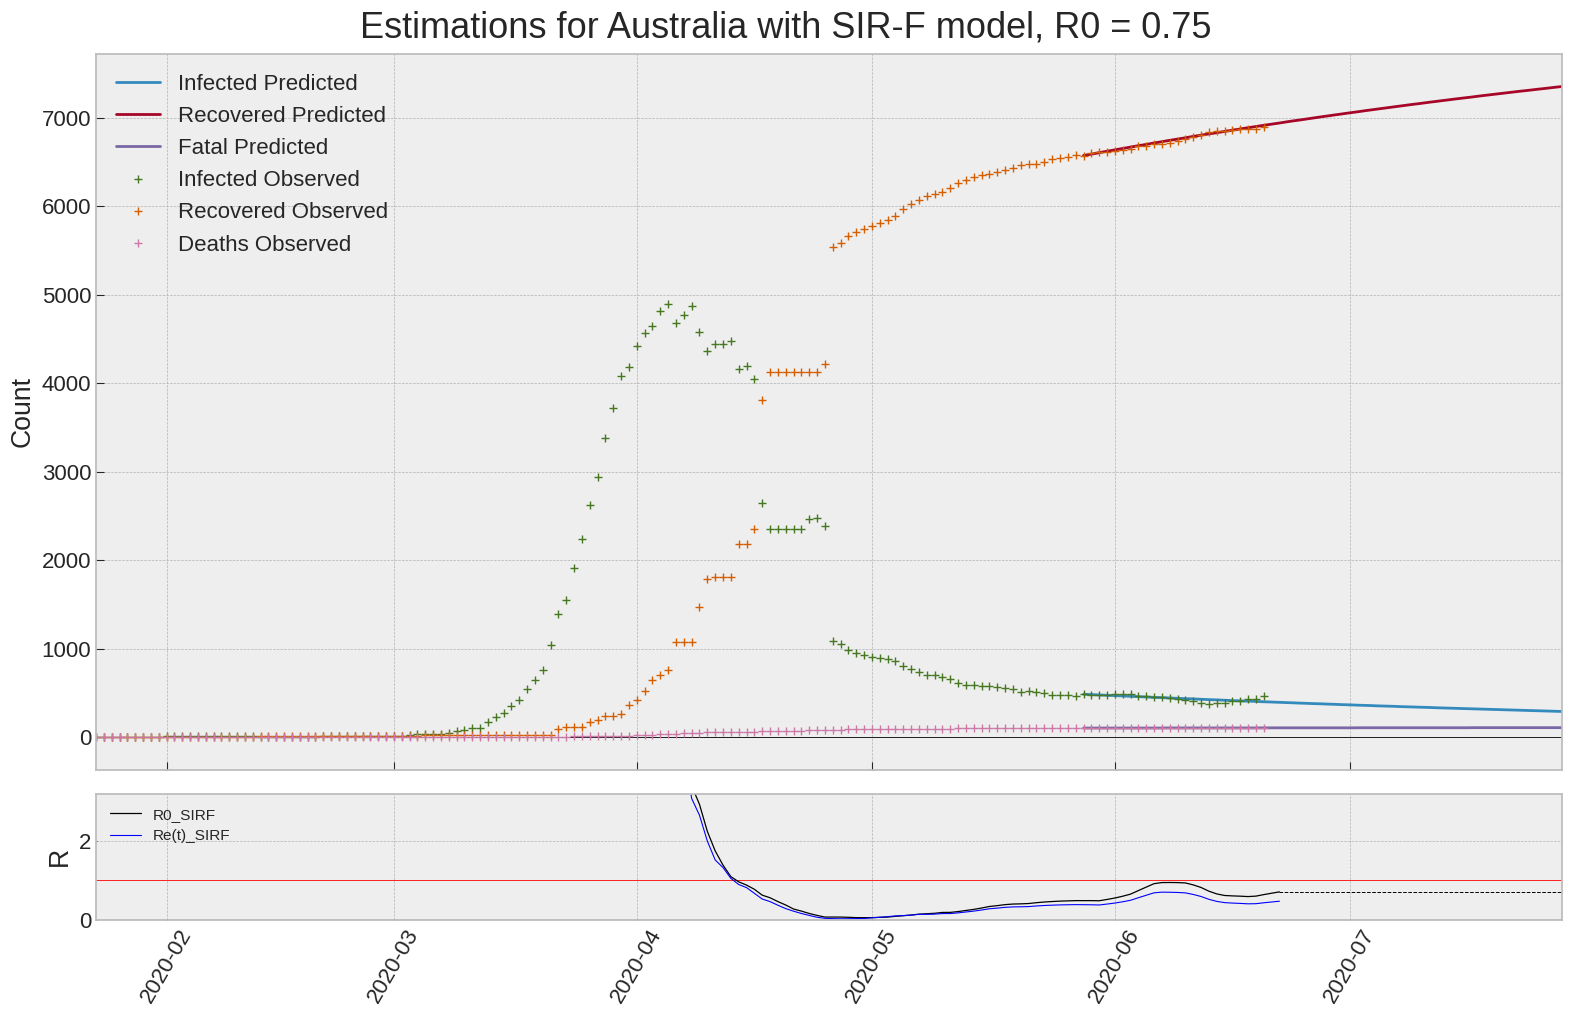 Estimations for Australia with SIR-F model, R0 = 0.75
Infected Predicted
Recovered Predicted
Fatal Predicted
Infected Observed
Recovered Observed
Deaths Observed
Count
7000
6000
5000
4000
3000
2000
1000
0
R0_SIRF
Re(t)_SIRF
R
2
0
2020-02
2020-03
2020-04
2020-05
2020-06
2020-07